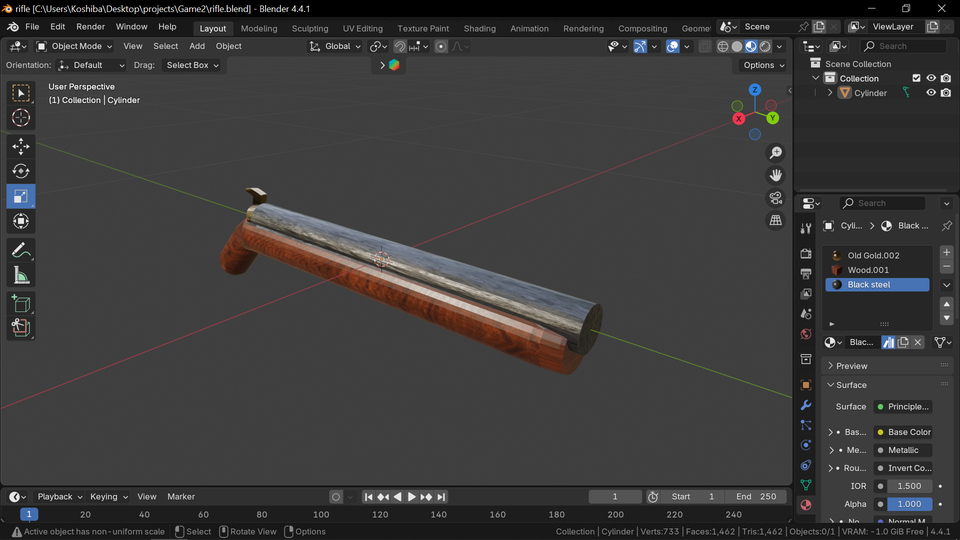 rifle [C:\Users\Koshiba\Desktop\projects\Game2\rifle.blend] - Blender 4.4.1
File Edit Render Window Help Layout Modeling Sculpting UV Editing Texture Paint Shading Animation Rendering Compositing Geomet Scene ViewLayer
Object Mode View Select Add Object Global Search
Orientation: Default Drag: Select Box Options
User Perspective
(1) Collection | Cylinder
Z
X
Y
Scene Collection
Collection
Cylinder
Search
Cyli... Black ...
Old Gold.002
Wood.001
Black steel
Blac...
Preview
Surface
Surface Principle...
Bas... Base Color
Me... Metallic
Rou... Invert Co...
IOR 1.500
Alpha 1.000
No Normal M
Playback Keying View Marker 1 Start 1 End 250
1 20 40 60 80 100 120 140 160 180 200 220 240
Active object has non-uniform scale Select Rotate View Options Collection | Cylinder | Verts:733 | Faces:1,462 | Tris:1,462 | Objects:0/1 | VRAM: -1.0 GiB Free | 4.4.1